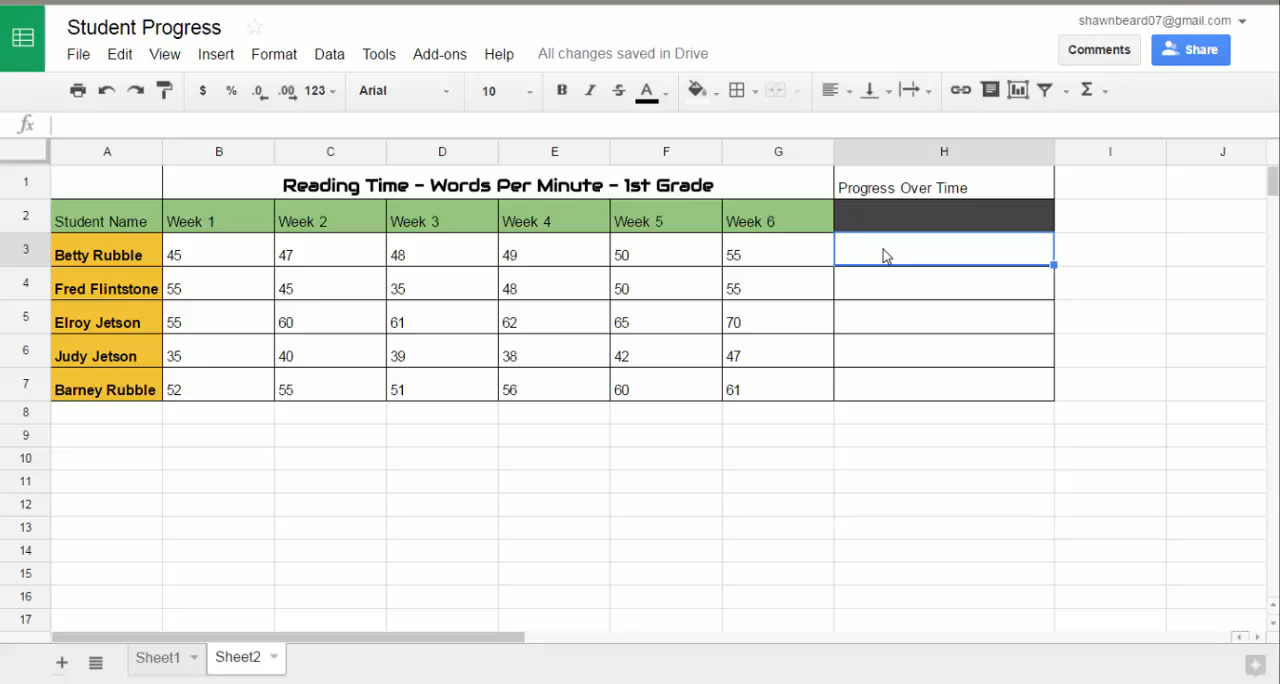 Student Progress
shawnbeard07@gmail.com
File Edit View Insert Format Data Tools Add-ons Help All changes saved in Drive
Comments Share
$ % .0 .00 123 Arial 10 B I S A Σ
fx
A B C D E F G H I J
1 Reading Time - Words Per Minute - 1st Grade Progress Over Time
2 Student Name Week 1 Week 2 Week 3 Week 4 Week 5 Week 6
3 Betty Rubble 45 47 48 49 50 55
4 Fred Flintstone 55 45 35 48 50 55
5 Elroy Jetson 55 60 61 62 65 70
6 Judy Jetson 35 40 39 38 42 47
7 Barney Rubble 52 55 51 56 60 61
8
9
10
11
12
13
14
15
16
17
+ Sheet1 Sheet2